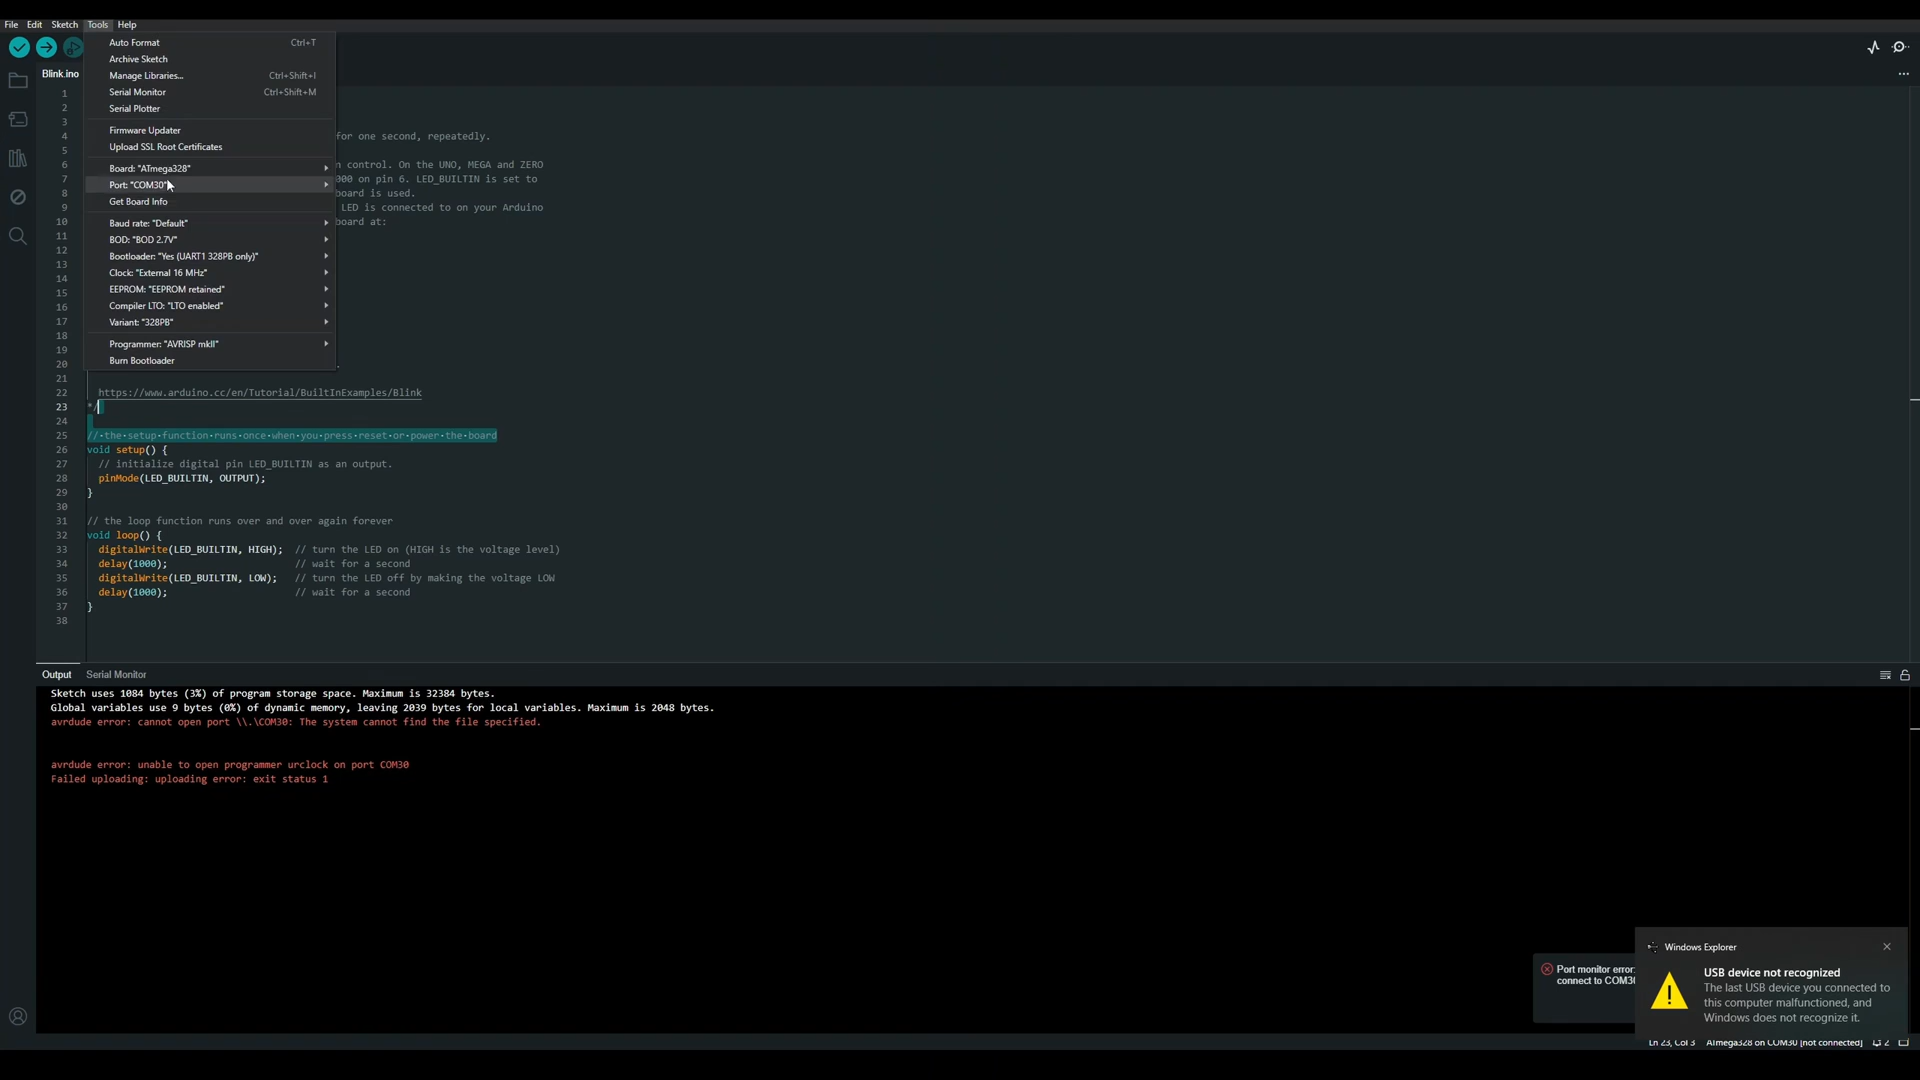 File Edit Sketch Tools Help
Auto Format Ctrl+T
Archive Sketch
Manage Libraries... Ctrl+Shift+I
Serial Monitor Ctrl+Shift+M
Serial Plotter
Firmware Updater
Upload SSL Root Certificates
Board: "ATmega328"
Port: "COM30"
Get Board Info
Baud rate: "Default"
BOD: "BOD 2.7V"
Bootloader: "Yes (UART1 328PB only)"
Clock: "External 16 MHz"
EEPROM: "EEPROM retained"
Compiler LTO: "LTO enabled"
Variant: "328PB"
Programmer: "AVRISP mkII"
Burn Bootloader
Blink.ino
1
2
3
4 for one second, repeatedly.
5
6 n control. On the UNO, MEGA and ZERO
7 000 on pin 6. LED_BUILTIN is set to
8 board is used.
9 LED is connected to on your Arduino
10 board at:
11
12
13
14
15
16
17
18
19
20 .
21
22 https://www.arduino.cc/en/Tutorial/BuiltInExamples/Blink
23 */
24
25 // the setup function runs once when you press reset or power the board
26 void setup() {
27 // initialize digital pin LED_BUILTIN as an output.
28 pinMode(LED_BUILTIN, OUTPUT);
29 }
30
31 // the loop function runs over and over again forever
32 void loop() {
33 digitalWrite(LED_BUILTIN, HIGH); // turn the LED on (HIGH is the voltage level)
34 delay(1000); // wait for a second
35 digitalWrite(LED_BUILTIN, LOW); // turn the LED off by making the voltage LOW
36 delay(1000); // wait for a second
37 }
38
Output Serial Monitor
Sketch uses 1084 bytes (3%) of program storage space. Maximum is 32384 bytes.
Global variables use 9 bytes (0%) of dynamic memory, leaving 2039 bytes for local variables. Maximum is 2048 bytes.
avrdude error: cannot open port \\.\COM30: The system cannot find the file specified.
avrdude error: unable to open programmer urclock on port COM30
Failed uploading: uploading error: exit status 1
Port monitor error:
connect to COM30
Windows Explorer
USB device not recognized
The last USB device you connected to
this computer malfunctioned, and
Windows does not recognize it.
Ln 23, Col 3 ATmega328 on COM30 [not connected] 2